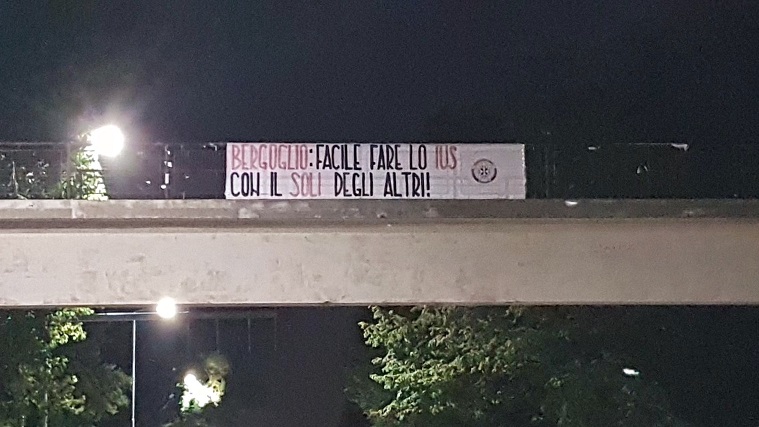 BERGOGLIO: FACILE FARE LO IUS
CON IL SOLI DEGLI ALTRI!